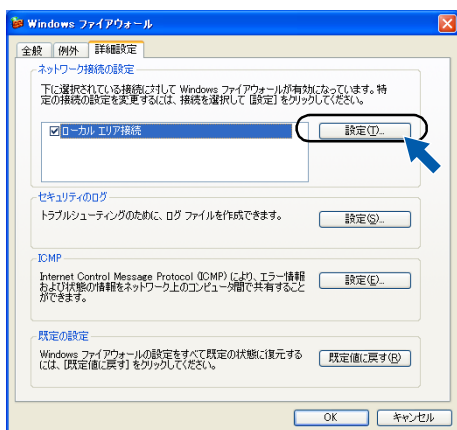 Windows ファイアウォール
全般 例外 詳細設定
ネットワーク接続の設定
下に選択されている接続に対して Windows ファイアウォールが有効になっています。特
定の接続の設定を変更するには、接続を選択して [設定] をクリックしてください。
ローカル エリア接続
設定(T)...
セキュリティのログ
トラブルシューティングのために、ログ ファイルを作成できます。
設定(S)...
ICMP
Internet Control Message Protocol (ICMP) により、エラー情報
および状態の情報をネットワーク上のコンピュータ間で共有すること
ができます。
設定(E)...
既定の設定
Windows ファイアウォールの設定をすべて既定の状態に復元する
には、[既定値に戻す] をクリックしてください。
既定値に戻す(R)
OK キャンセル